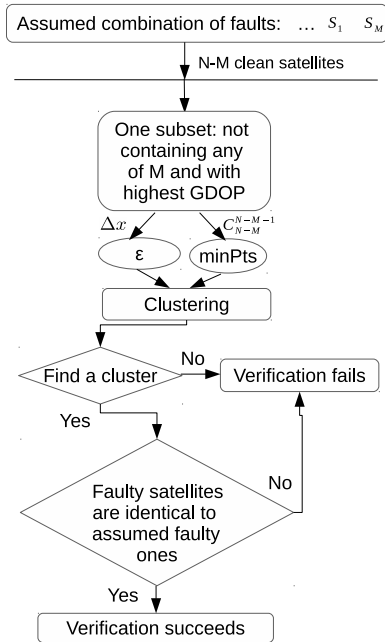 Assumed combination of faults: ... S₁ S_M
N-M clean satellites
One subset: not
containing any
of M and with
highest GDOP
Δx
C_{N-M}^{N-M-1}
ε
minPts
Clustering
Find a cluster
No
Verification fails
Yes
Faulty satellites
are identical to
assumed faulty
ones
No
Yes
Verification succeeds